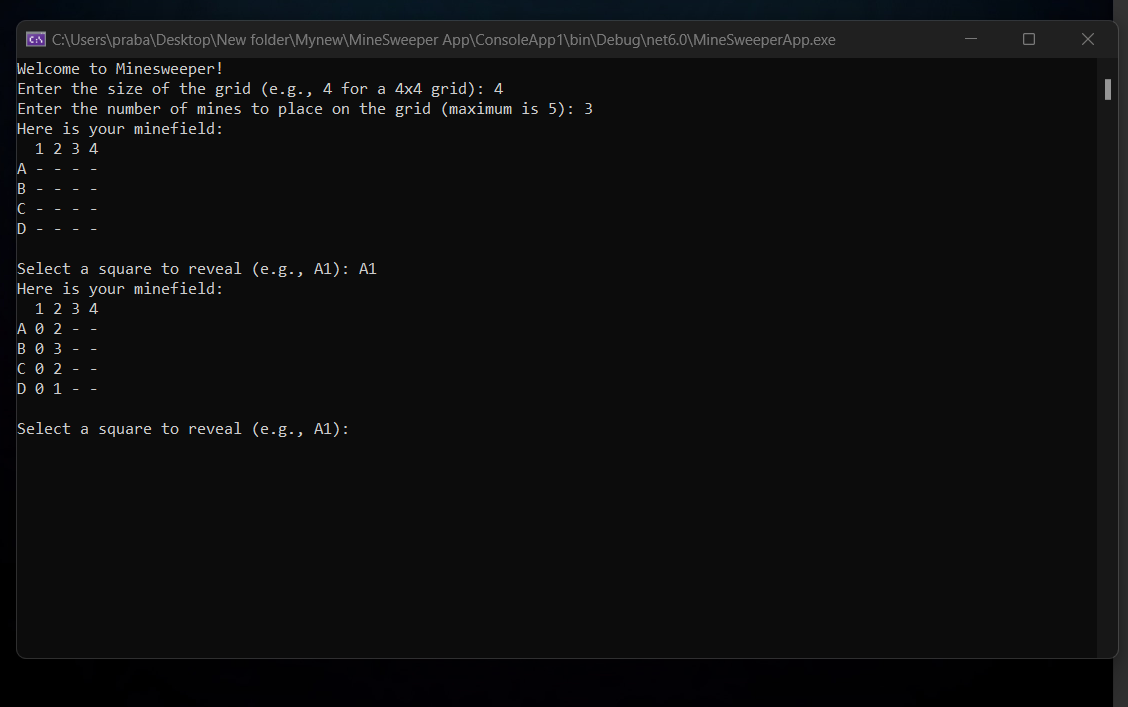 C:\Users\praba\Desktop\New folder\Mynew\MineSweeper App\ConsoleApp1\bin\Debug\net6.0\MineSweeperApp.exe
Welcome to Minesweeper!
Enter the size of the grid (e.g., 4 for a 4x4 grid): 4
Enter the number of mines to place on the grid (maximum is 5): 3
Here is your minefield:
  1 2 3 4
A - - - -
B - - - -
C - - - -
D - - - -

Select a square to reveal (e.g., A1): A1
Here is your minefield:
  1 2 3 4
A 0 2 - -
B 0 3 - -
C 0 2 - -
D 0 1 - -

Select a square to reveal (e.g., A1):